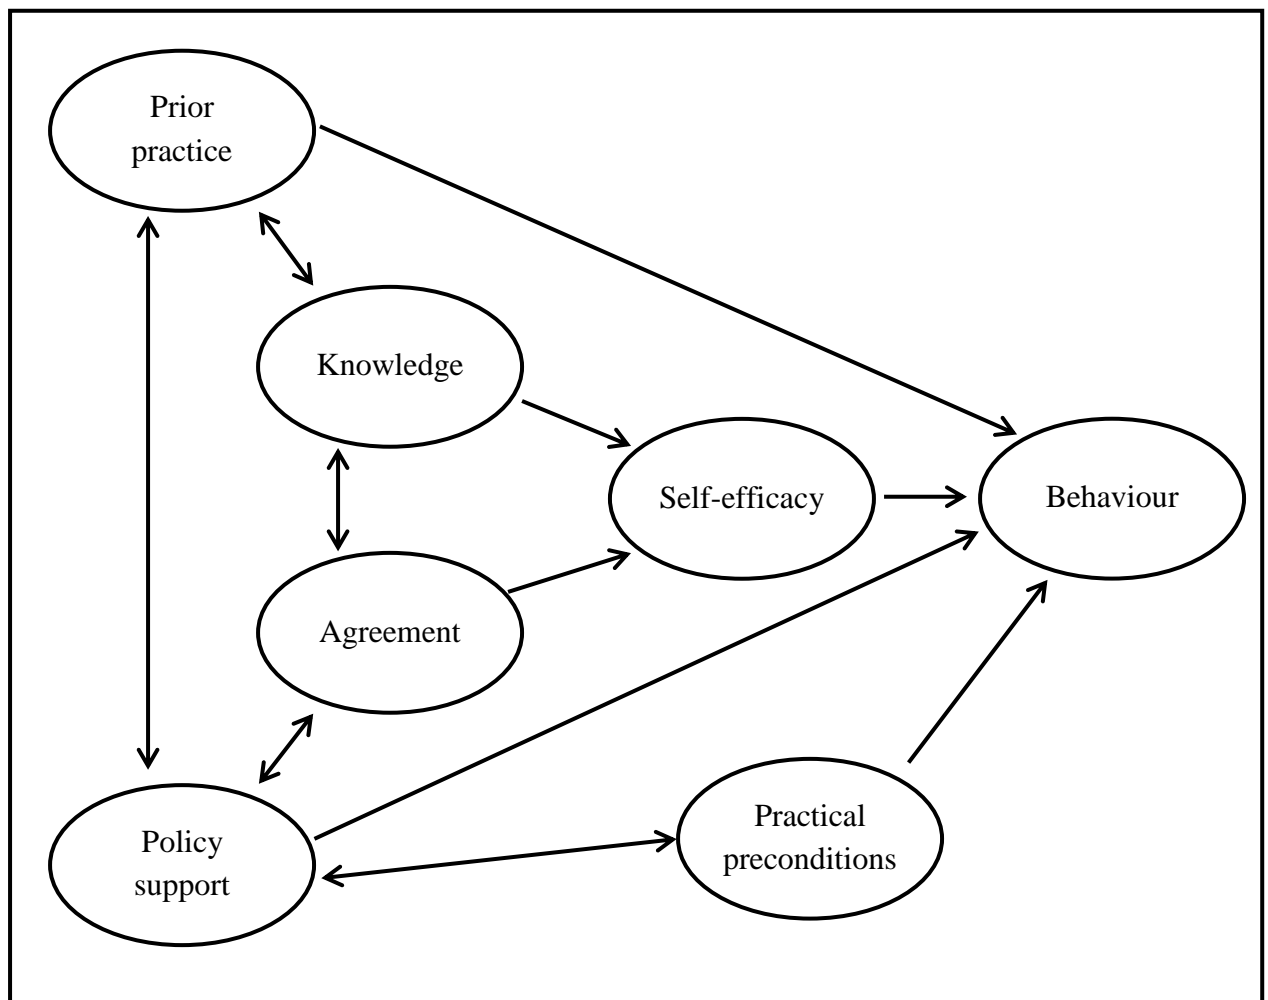 Prior
practice
Knowledge
Self-efficacy
Behaviour
Agreement
Policy
support
Practical
preconditions